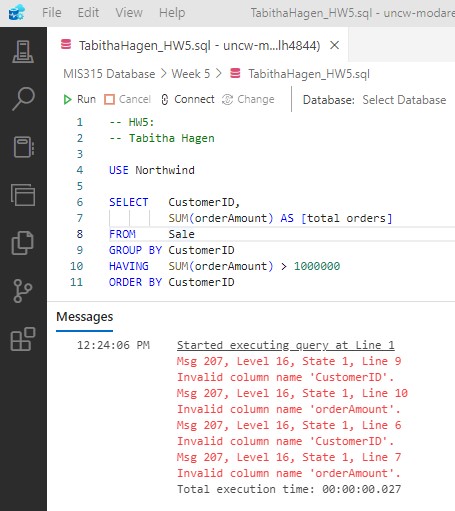 File Edit View Help TabithaHagen_HW5.sql - uncw-modare
TabithaHagen_HW5.sql - uncw-m...lh4844)
MIS315 Database > Week 5 > TabithaHagen_HW5.sql
Run Cancel Connect Change Database: Select Database
1 -- HW5:
2 -- Tabitha Hagen
3
4 USE Northwind
5
6 SELECT CustomerID,
7 SUM(orderAmount) AS [total orders]
8 FROM Sale
9 GROUP BY CustomerID
10 HAVING SUM(orderAmount) > 1000000
11 ORDER BY CustomerID
Messages
12:24:06 PM Started executing query at Line 1
Msg 207, Level 16, State 1, Line 9
Invalid column name 'CustomerID'.
Msg 207, Level 16, State 1, Line 10
Invalid column name 'orderAmount'.
Msg 207, Level 16, State 1, Line 6
Invalid column name 'CustomerID'.
Msg 207, Level 16, State 1, Line 7
Invalid column name 'orderAmount'.
Total execution time: 00:00:00.027